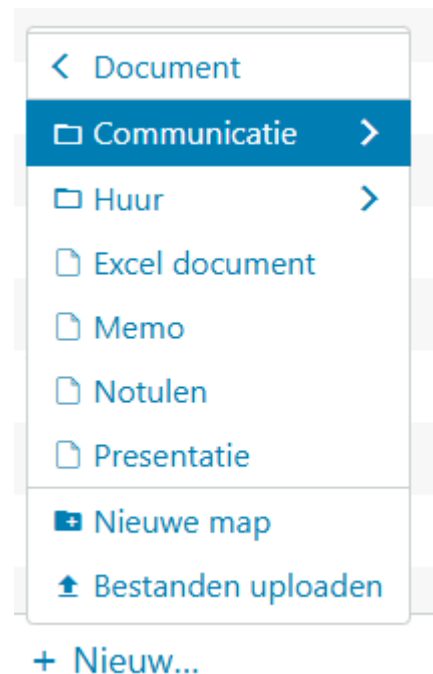 Document
Communicatie
Huur
Excel document
Memo
Notulen
Presentatie
Nieuwe map
Bestanden uploaden
+ Nieuw...